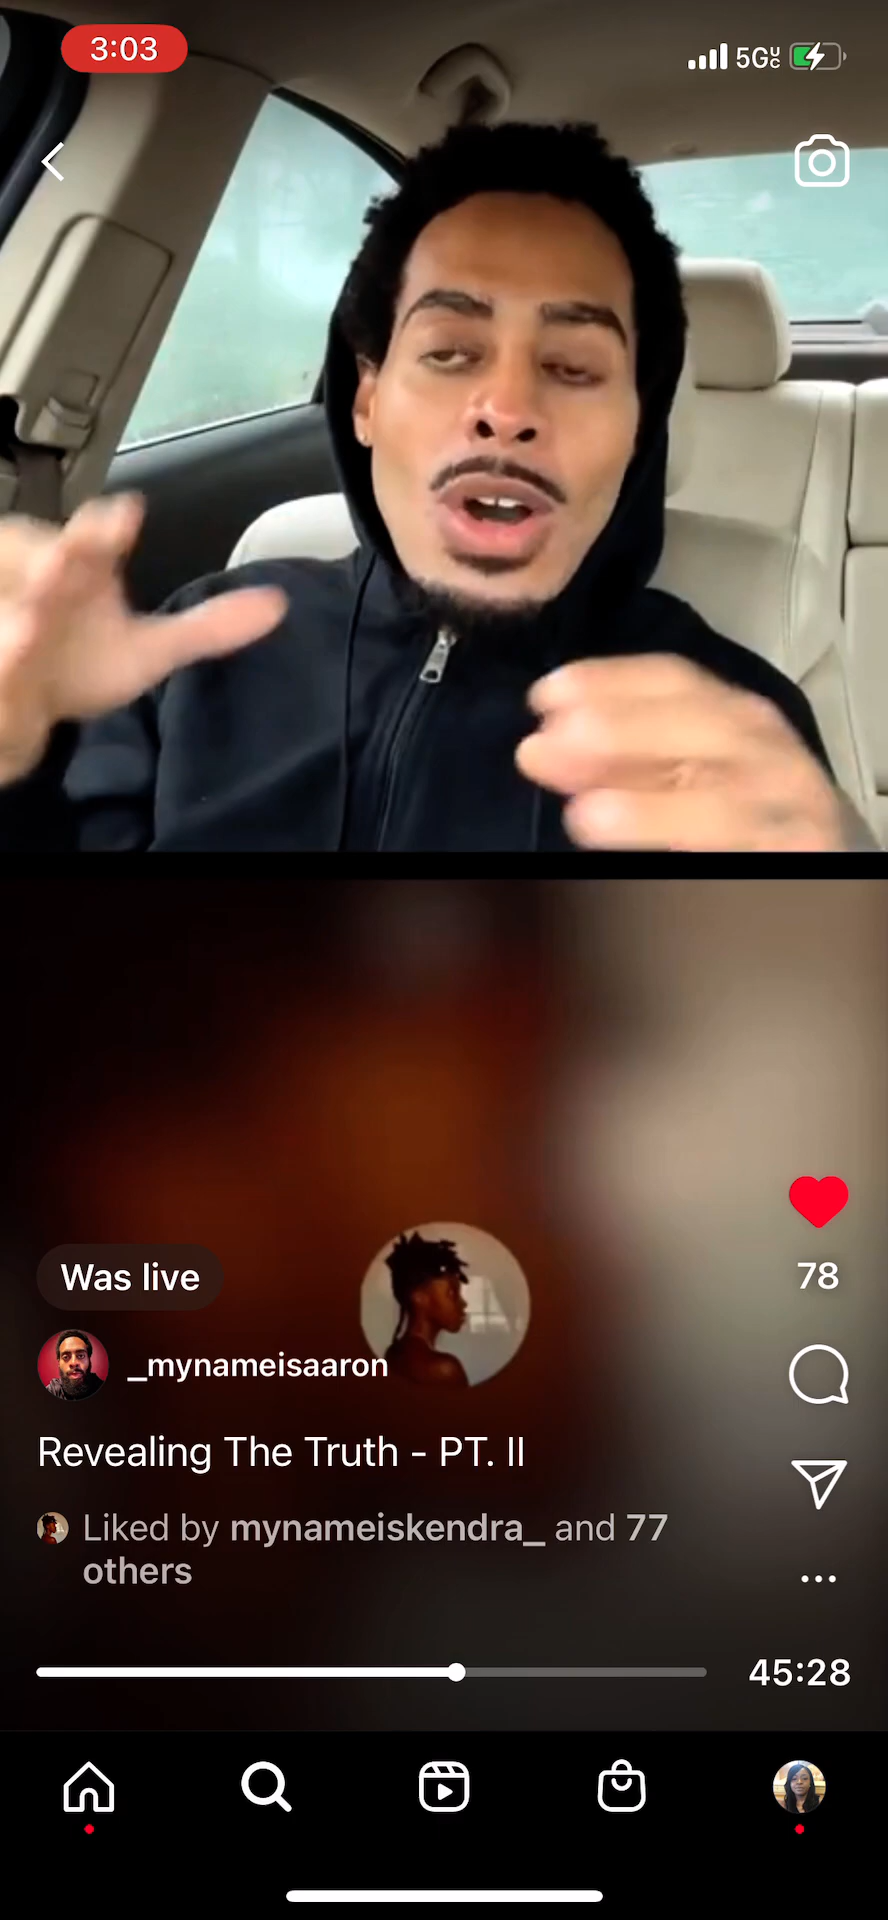 3:03
5GUC
Was live
_mynameisaaron
Revealing The Truth - PT. II
Liked by mynameiskendra_ and 77
others
78
45:28